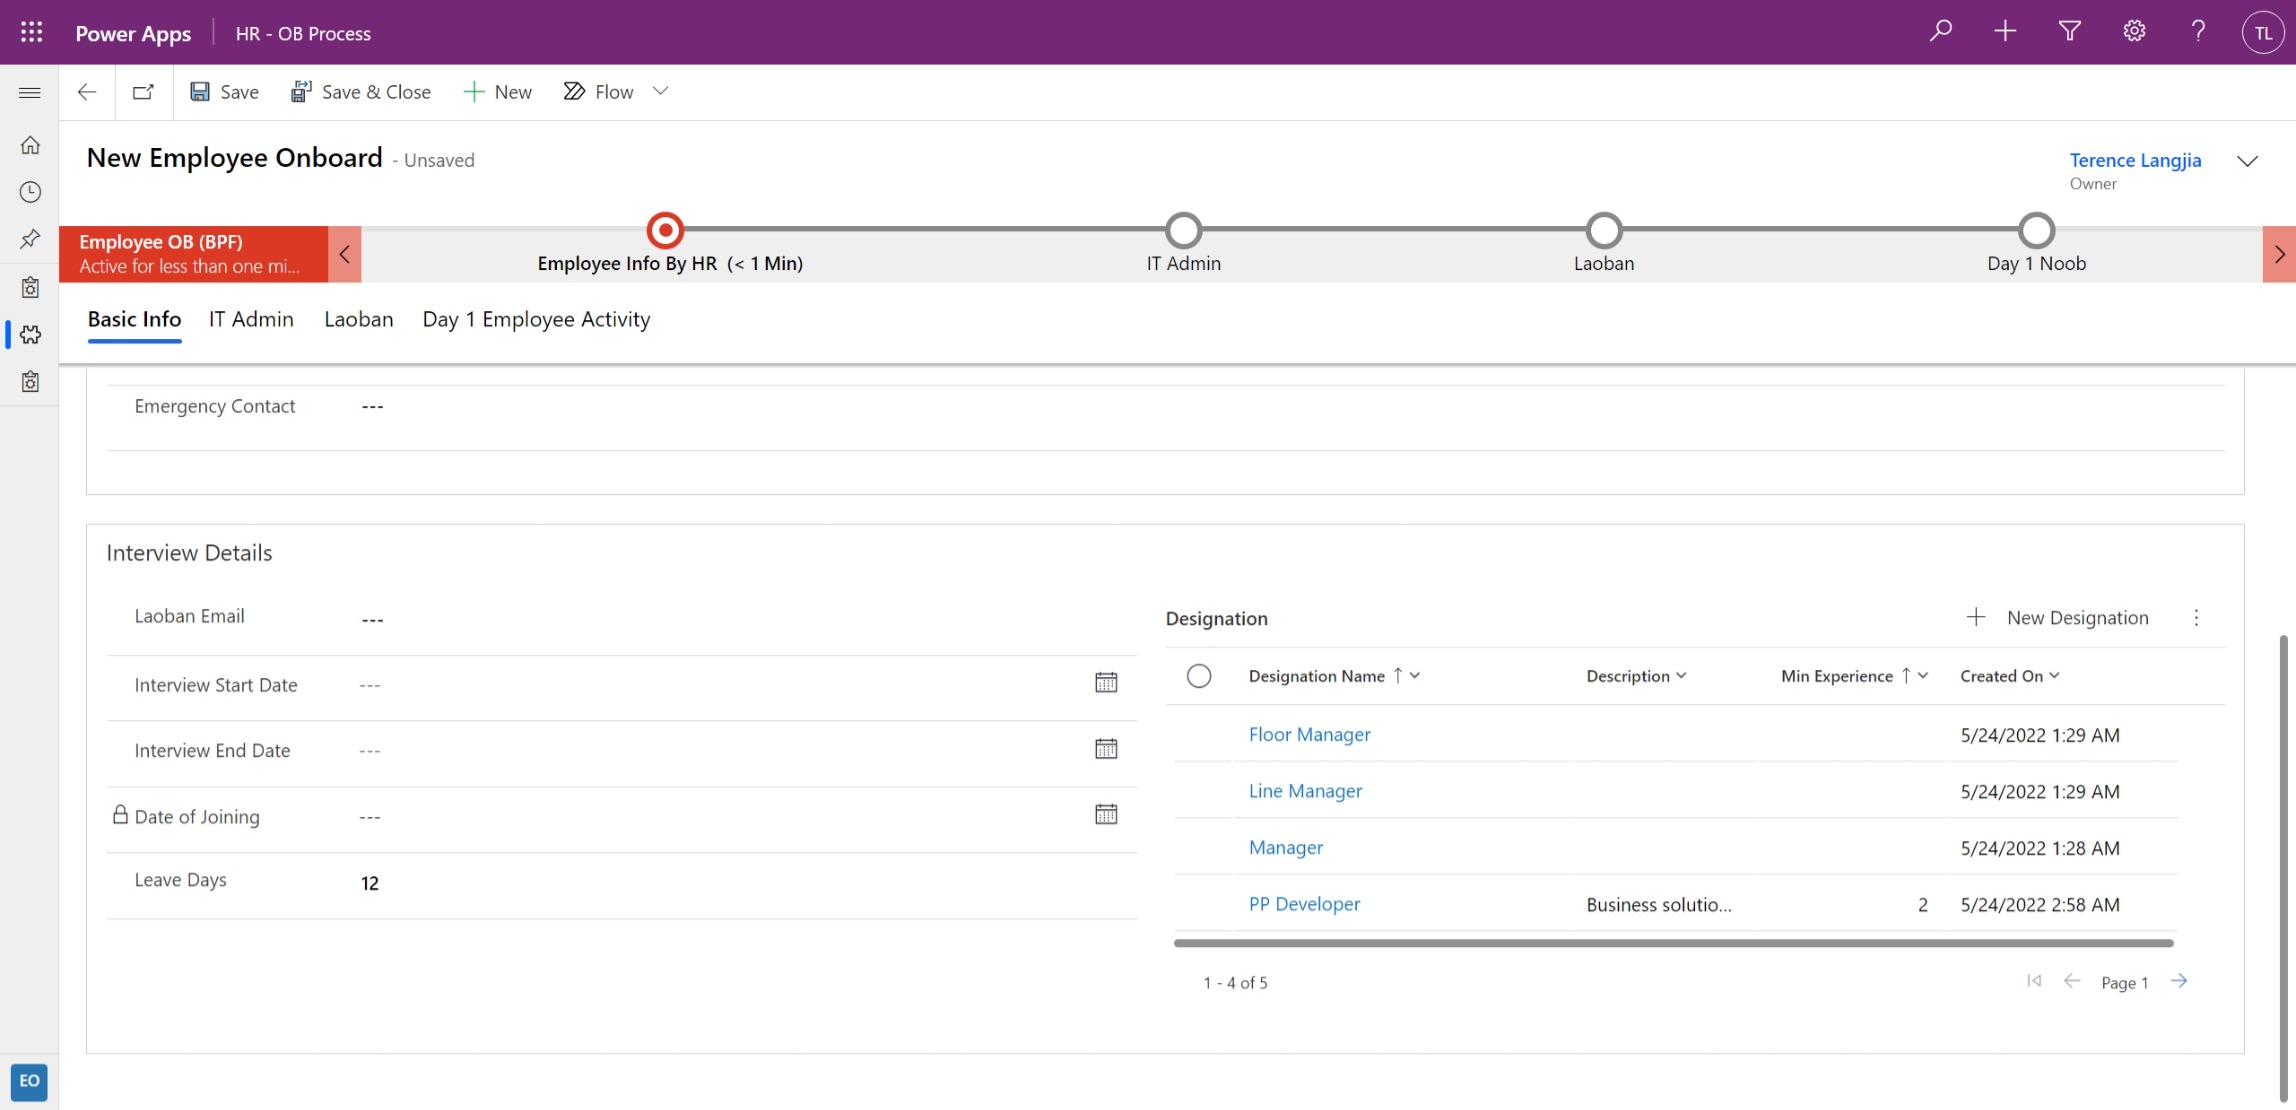 Power Apps HR - OB Process TL
Save Save & Close New Flow
New Employee Onboard - Unsaved
Terence Langjia
Owner
Employee OB (BPF)
Active for less than one mi...
Employee Info By HR (< 1 Min) IT Admin Laoban Day 1 Noob
Basic Info IT Admin Laoban Day 1 Employee Activity
Emergency Contact ---
Interview Details
Laoban Email ---
Interview Start Date ---
Interview End Date ---
Date of Joining ---
Leave Days 12
Designation New Designation
Designation Name Description Min Experience Created On
Floor Manager 5/24/2022 1:29 AM
Line Manager 5/24/2022 1:29 AM
Manager 5/24/2022 1:28 AM
PP Developer Business solutio... 2 5/24/2022 2:58 AM
1 - 4 of 5 Page 1
EO